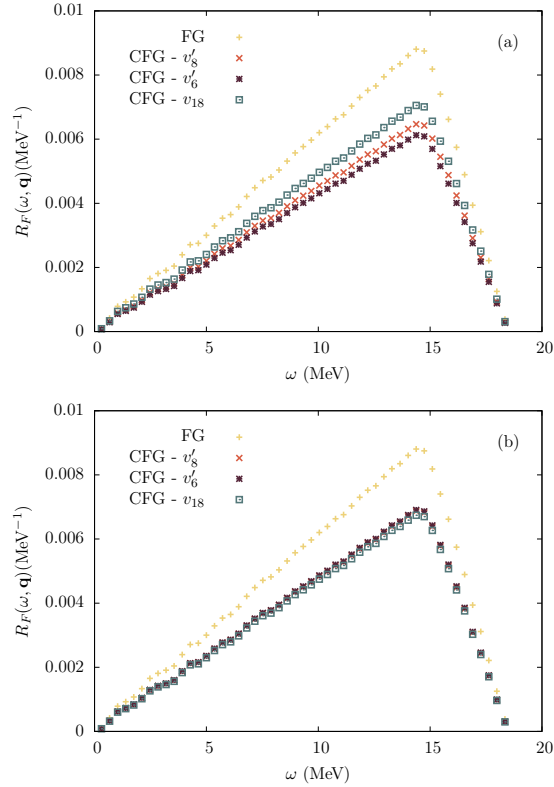 0.01
(a)
FG
CFG - v′8
0.008
CFG - v′6
CFG - v18
0.006
0.004
0.002
0
RF(ω, q)(MeV−1)
0 5 10 15 20
ω (MeV)
0.01
(b)
FG
CFG - v′8
0.008
CFG - v′6
CFG - v18
0.006
0.004
0.002
0
RF(ω, q)(MeV−1)
0 5 10 15 20
ω (MeV)